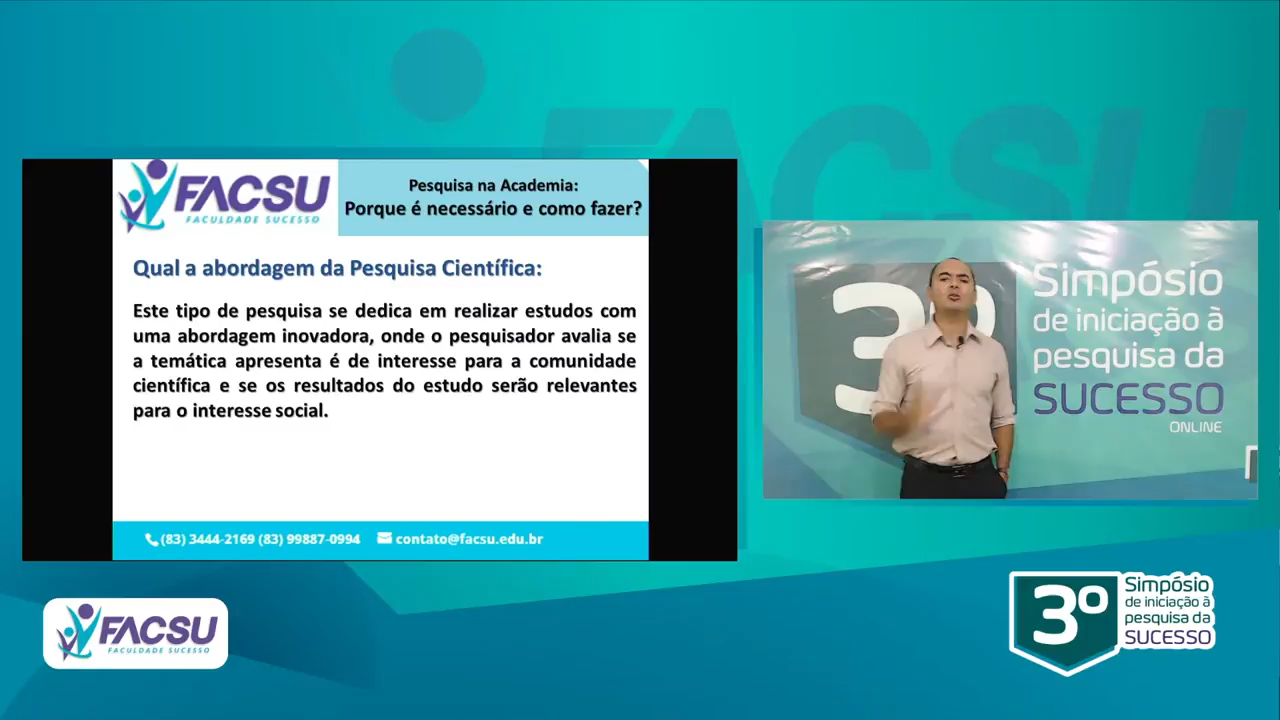 FACSU
FACSU
FACULDADE SUCESSO
Pesquisa na Academia:
Porque é necessário e como fazer?
Qual a abordagem da Pesquisa Científica:
Este tipo de pesquisa se dedica em realizar estudos com
uma abordagem inovadora, onde o pesquisador avalia se
a temática apresenta é de interesse para a comunidade
científica e se os resultados do estudo serão relevantes
para o interesse social.
(83) 3444-2169 (83) 99887-0994 contato@facsu.edu.br
3º
Simpósio
de iniciação à
pesquisa da
SUCESSO
ONLINE
FACSU
FACULDADE SUCESSO
3º
Simpósio
de iniciação à
pesquisa da
SUCESSO